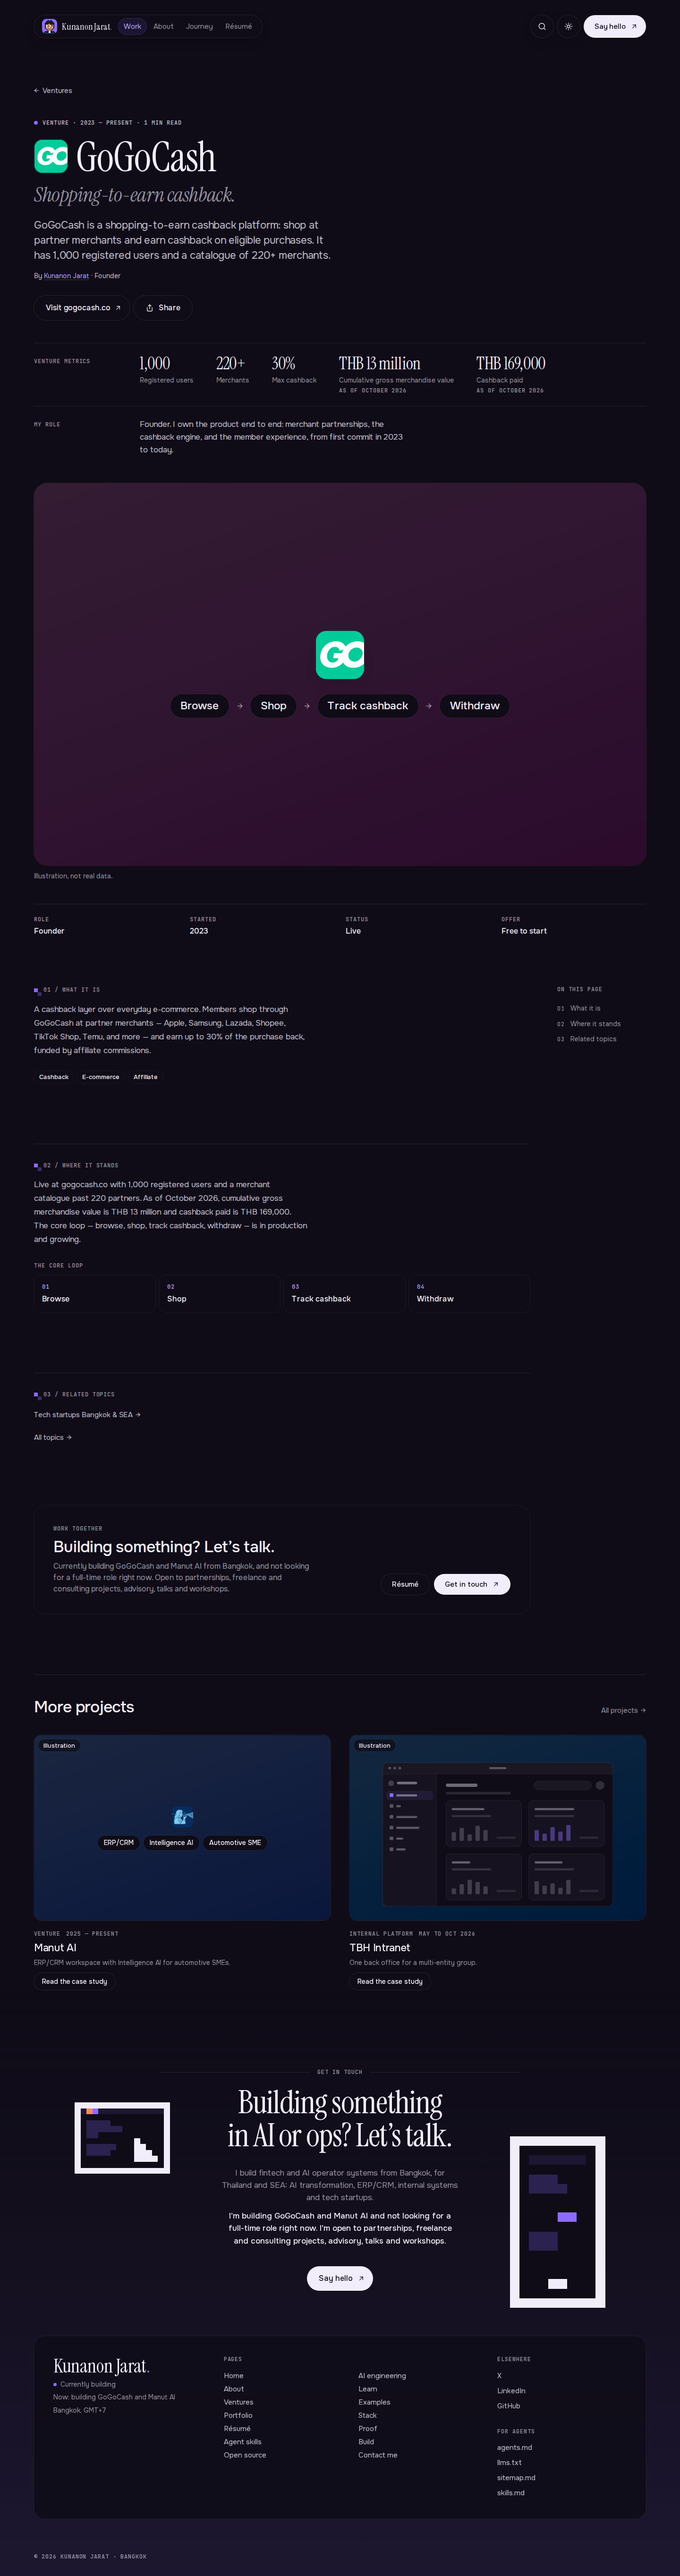 Kunanon Jarat.
Work
About
Journey
Résumé
Say hello ↗
← Ventures
VENTURE · 2023 — PRESENT · 1 MIN READ
GO
GoGoCash
Shopping-to-earn cashback.
GoGoCash is a shopping-to-earn cashback platform: shop at
partner merchants and earn cashback on eligible purchases. It
has 1,000 registered users and a catalogue of 220+ merchants.
By Kunanon Jarat · Founder
Visit gogocash.co ↗
Share
VENTURE METRICS
1,000
Registered users
220+
Merchants
30%
Max cashback
THB 13 million
Cumulative gross merchandise value
AS OF OCTOBER 2026
THB 169,000
Cashback paid
AS OF OCTOBER 2026
MY ROLE
Founder. I own the product end to end: merchant partnerships, the
cashback engine, and the member experience, from first commit in 2023
to today.
GO
Browse → Shop → Track cashback → Withdraw
Illustration, not real data.
ROLE
Founder
STARTED
2023
STATUS
Live
OFFER
Free to start
01 / WHAT IT IS
A cashback layer over everyday e-commerce. Members shop through
GoGoCash at partner merchants — Apple, Samsung, Lazada, Shopee,
TikTok Shop, Temu, and more — and earn up to 30% of the purchase back,
funded by affiliate commissions.
Cashback
E-commerce
Affiliate
ON THIS PAGE
01 What it is
02 Where it stands
03 Related topics
02 / WHERE IT STANDS
Live at gogocash.co with 1,000 registered users and a merchant
catalogue past 220 partners. As of October 2026, cumulative gross
merchandise value is THB 13 million and cashback paid is THB 169,000.
The core loop — browse, shop, track cashback, withdraw — is in production
and growing.
THE CORE LOOP
01
Browse
02
Shop
03
Track cashback
04
Withdraw
03 / RELATED TOPICS
Tech startups Bangkok & SEA →
All topics →
WORK TOGETHER
Building something? Let’s talk.
Currently building GoGoCash and Manut AI from Bangkok, and not looking
for a full-time role right now. Open to partnerships, freelance and
consulting projects, advisory, talks and workshops.
Résumé
Get in touch ↗
More projects
All projects →
Illustration
ERP/CRM
Intelligence AI
Automotive SME
VENTURE 2025 — PRESENT
Manut AI
ERP/CRM workspace with Intelligence AI for automotive SMEs.
Read the case study
Illustration
INTERNAL PLATFORM MAY TO OCT 2026
TBH Intranet
One back office for a multi-entity group.
Read the case study
GET IN TOUCH
Building something
in AI or ops? Let’s talk.
I build fintech and AI operator systems from Bangkok, for
Thailand and SEA: AI transformation, ERP/CRM, internal systems
and tech startups.
I’m building GoGoCash and Manut AI and not looking for a
full-time role right now. I’m open to partnerships, freelance
and consulting projects, advisory, talks and workshops.
Say hello ↗
Kunanon Jarat.
Currently building
Now: building GoGoCash and Manut AI
Bangkok, GMT+7
PAGES
Home
About
Ventures
Portfolio
Résumé
Agent skills
Open source
AI engineering
Learn
Examples
Stack
Proof
Build
Contact me
ELSEWHERE
X
LinkedIn
GitHub
FOR AGENTS
agents.md
llms.txt
sitemap.md
skills.md
© 2026 KUNANON JARAT · BANGKOK